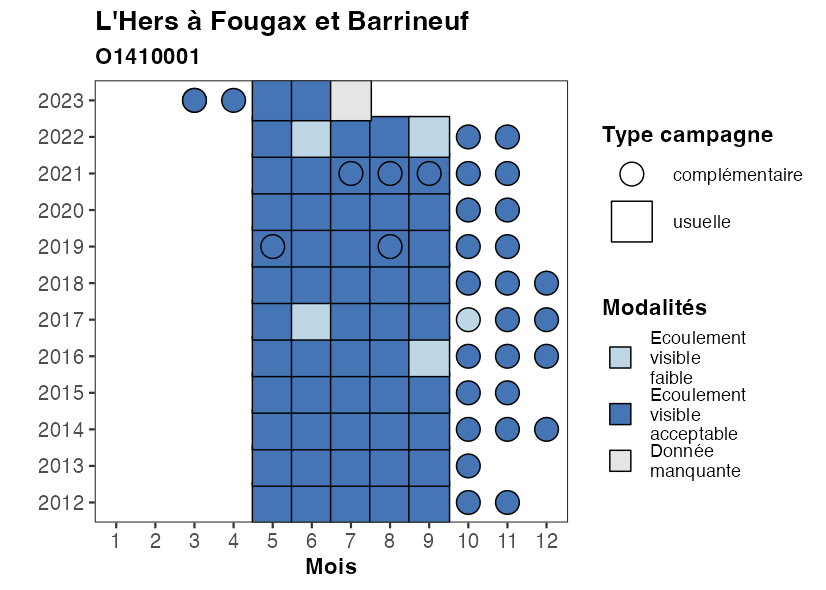 L'Hers à Fougax et Barrineuf
O1410001
2023
2022
2021
2020
2019
2018
2017
2016
2015
2014
2013
2012
1 2 3 4 5 6 7 8 9 10 11 12
Mois
Type campagne
complémentaire
usuelle
Modalités
Ecoulement
visible
faible
Ecoulement
visible
acceptable
Donnée
manquante